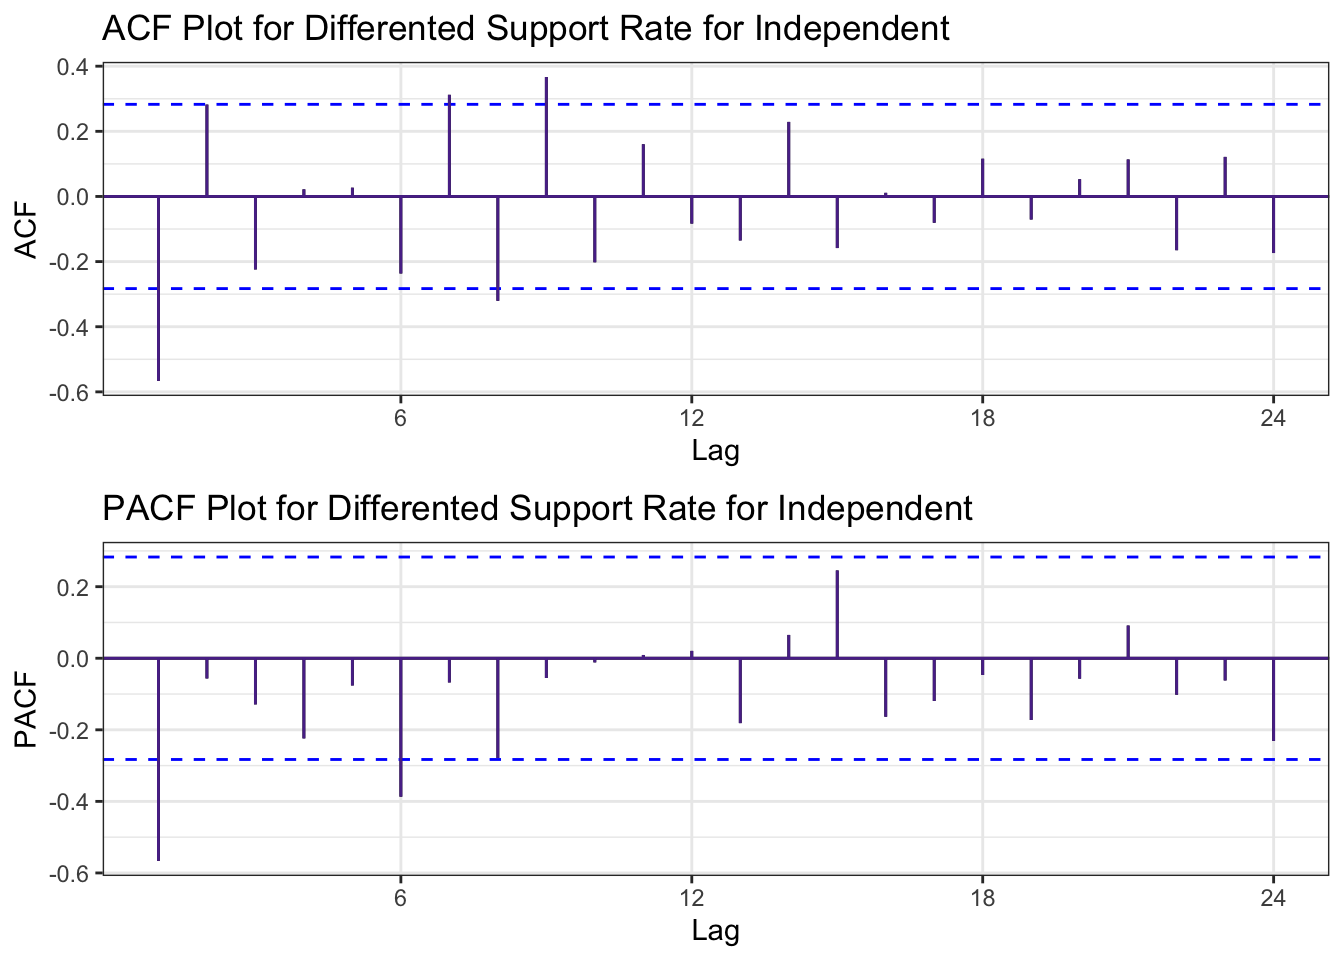 ACF Plot for Differented Support Rate for Independent
0.4
0.2
0.0
-0.2
-0.4
-0.6
ACF
6 12 18 24
Lag
PACF Plot for Differented Support Rate for Independent
0.2
0.0
-0.2
-0.4
-0.6
PACF
6 12 18 24
Lag